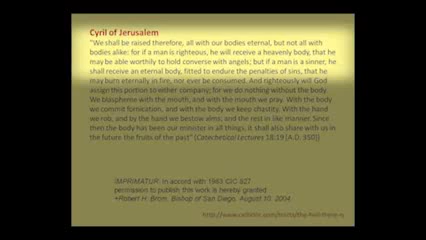 Cyril of Jerusalem
"We shall be raised therefore, all with our bodies eternal, but not all with
bodies alike: for if a man is righteous, he will receive a heavenly body, that he
may be able worthily to hold converse with angels; but if a man is a sinner, he
shall receive an eternal body, fitted to endure the penalties of sins, that he
may burn eternally in fire, nor ever be consumed. And righteously will God
assign this portion to either company; for we do nothing without the body.
We blaspheme with the mouth, and with the mouth we pray. With the body
we commit fornication, and with the body we keep chastity. With the hand
we rob, and by the hand we bestow alms; and the rest in like manner. Since
then the body has been our minister in all things, it shall also share with us in
the future the fruits of the past" (Catechetical Lectures 18:19 [A.D. 350])
IMPRIMATUR: In accord with 1983 CIC 827
permission to publish this work is hereby granted
+Robert H. Brom, Bishop of San Diego, August 10, 2004